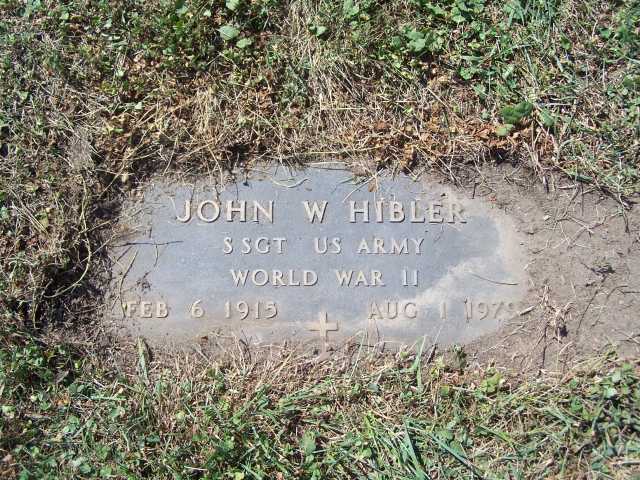 JOHN W HIBLER
S SGT US ARMY
WORLD WAR II
FEB 6 1915 AUG 1